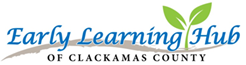 Early Learning Hub
OF CLACKAMAS COUNTY